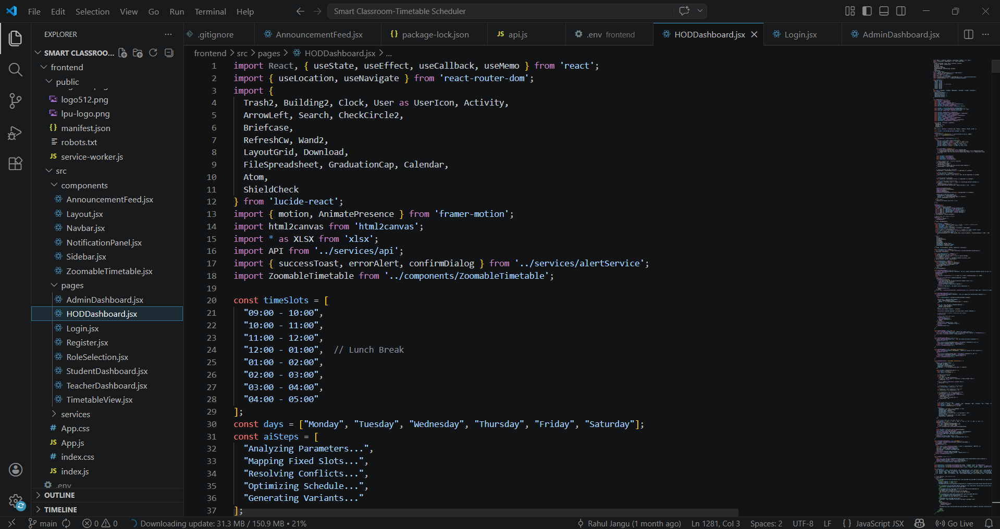 File Edit Selection View Go Run Terminal Help
Smart Classroom-Timetable Scheduler
EXPLORER
SMART CLASSROO...
frontend
public
logo512.png
lpu-logo.png
{} manifest.json
robots.txt
JS service-worker.js
src
components
AnnouncementFeed.jsx
Layout.jsx
Navbar.jsx
NotificationPanel.jsx
Sidebar.jsx
ZoomableTimetable.jsx
pages
AdminDashboard.jsx
HODDashboard.jsx
Login.jsx
Register.jsx
RoleSelection.jsx
StudentDashboard.jsx
TeacherDashboard.jsx
TimetableView.jsx
services
# App.css
JS App.js
# index.css
JS index.js
.env
OUTLINE
TIMELINE
.gitignore AnnouncementFeed.jsx {} package-lock.json JS api.js .env frontend HODDashboard.jsx Login.jsx AdminDashboard.jsx
frontend > src > pages > HODDashboard.jsx > ...
1 import React, { useState, useEffect, useCallback, useMemo } from 'react';
2 import { useLocation, useNavigate } from 'react-router-dom';
3 import {
4 Trash2, Building2, Clock, User as UserIcon, Activity,
5 ArrowLeft, Search, CheckCircle2,
6 Briefcase,
7 RefreshCw, Wand2,
8 LayoutGrid, Download,
9 FileSpreadsheet, GraduationCap, Calendar,
10 Atom,
11 ShieldCheck
12 } from 'lucide-react';
13 import { motion, AnimatePresence } from 'framer-motion';
14 import html2canvas from 'html2canvas';
15 import * as XLSX from 'xlsx';
16 import API from '../services/api';
17 import { successToast, errorAlert, confirmDialog } from '../services/alertService';
18 import ZoomableTimetable from '../components/ZoomableTimetable';
19
20 const timeSlots = [
21 "09:00 - 10:00",
22 "10:00 - 11:00",
23 "11:00 - 12:00",
24 "12:00 - 01:00", // Lunch Break
25 "01:00 - 02:00",
26 "02:00 - 03:00",
27 "03:00 - 04:00",
28 "04:00 - 05:00"
29 ];
30 const days = ["Monday", "Tuesday", "Wednesday", "Thursday", "Friday", "Saturday"];
31 const aiSteps = [
32 "Analyzing Parameters...",
33 "Mapping Fixed Slots...",
34 "Resolving Conflicts...",
35 "Optimizing Schedule...",
36 "Generating Variants..."
37 ];
main 0 0 Downloading update: 31.3 MB / 150.9 MB • 21% Rahul Jangu (1 month ago) Ln 1281, Col 3 Spaces: 2 UTF-8 LF {} JavaScript JSX Go Live